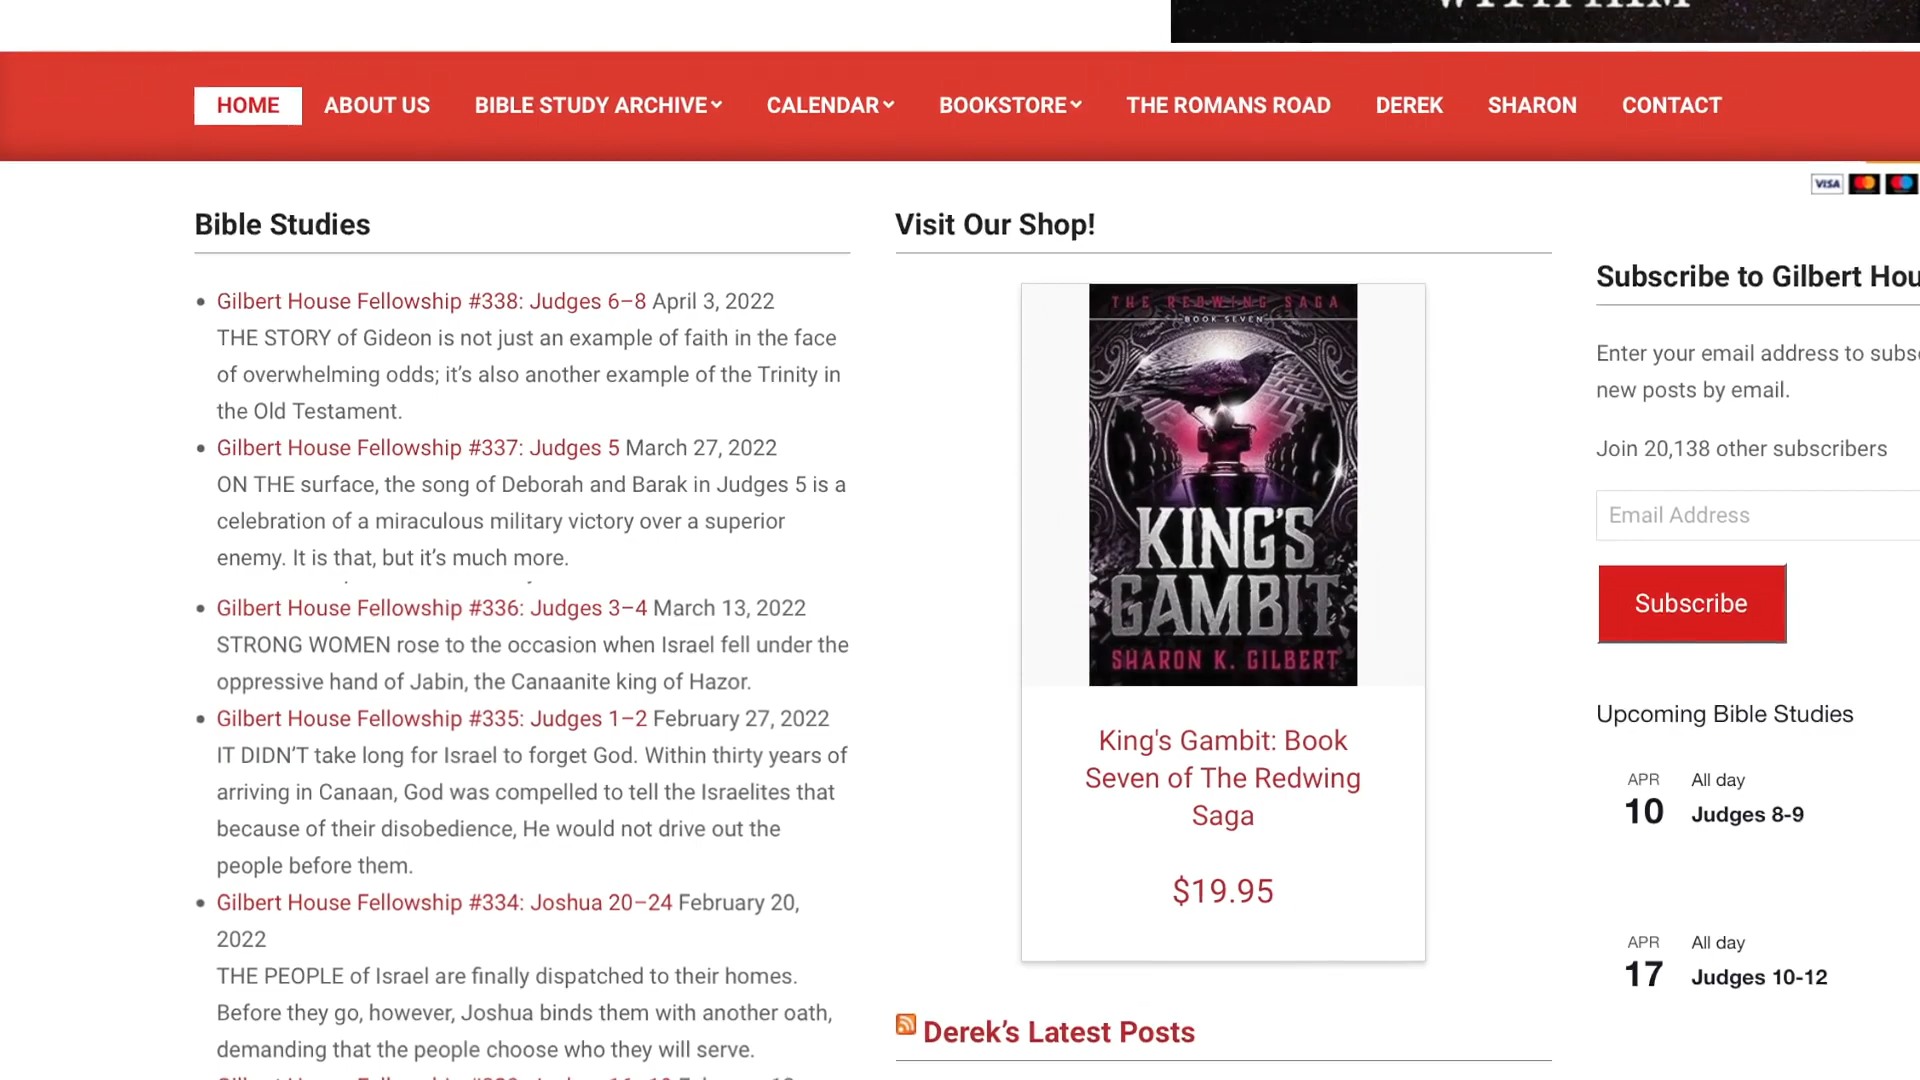 HOME ABOUT US BIBLE STUDY ARCHIVE CALENDAR BOOKSTORE THE ROMANS ROAD DEREK SHARON CONTACT
VISA
Bible Studies
Gilbert House Fellowship #338: Judges 6–8 April 3, 2022
THE STORY of Gideon is not just an example of faith in the face
of overwhelming odds; it’s also another example of the Trinity in
the Old Testament.
Gilbert House Fellowship #337: Judges 5 March 27, 2022
ON THE surface, the song of Deborah and Barak in Judges 5 is a
celebration of a miraculous military victory over a superior
enemy. It is that, but it’s much more.
Gilbert House Fellowship #336: Judges 3–4 March 13, 2022
STRONG WOMEN rose to the occasion when Israel fell under the
oppressive hand of Jabin, the Canaanite king of Hazor.
Gilbert House Fellowship #335: Judges 1–2 February 27, 2022
IT DIDN’T take long for Israel to forget God. Within thirty years of
arriving in Canaan, God was compelled to tell the Israelites that
because of their disobedience, He would not drive out the
people before them.
Gilbert House Fellowship #334: Joshua 20–24 February 20,
2022
THE PEOPLE of Israel are finally dispatched to their homes.
Before they go, however, Joshua binds them with another oath,
demanding that the people choose who they will serve.
Visit Our Shop!
THE REDWING SAGA
BOOK SEVEN
KING'S
GAMBIT
SHARON K. GILBERT
King's Gambit: Book
Seven of The Redwing
Saga
$19.95
Derek’s Latest Posts
Subscribe to Gilbert
Enter your email address to
new posts by email.
Join 20,138 other subscribers
Email Address
Subscribe
Upcoming Bible Studies
APR
10
All day
Judges 8-9
APR
17
All day
Judges 10-12